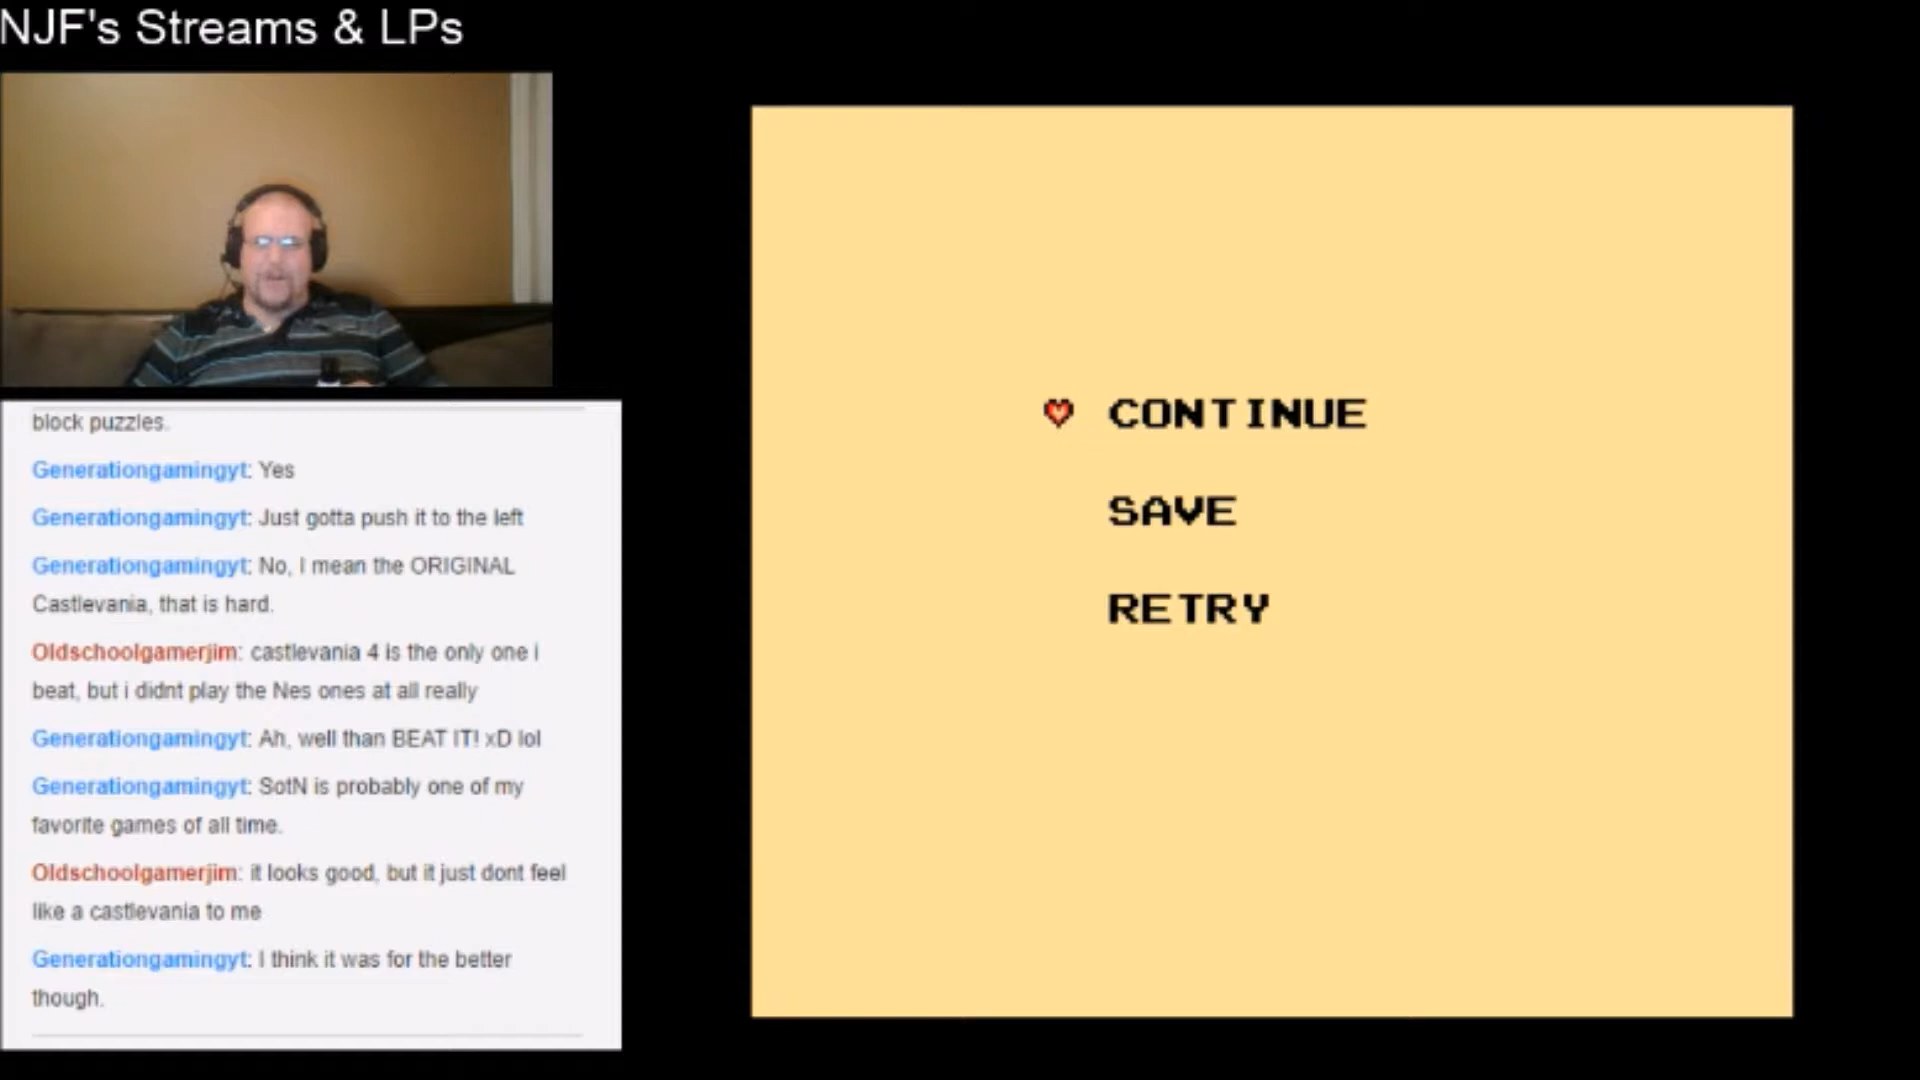 NJF's Streams & LPs
block puzzles.
Generationgamingyt: Yes
Generationgamingyt: Just gotta push it to the left
Generationgamingyt: No, I mean the ORIGINAL
Castlevania, that is hard.
Oldschoolgamerjim: castlevania 4 is the only one i
beat, but i didnt play the Nes ones at all really
Generationgamingyt: Ah, well than BEAT IT! xD lol
Generationgamingyt: SotN is probably one of my
favorite games of all time.
Oldschoolgamerjim: it looks good, but it just dont feel
like a castlevania to me
Generationgamingyt: I think it was for the better
though.
CONTINUE
SAVE
RETRY